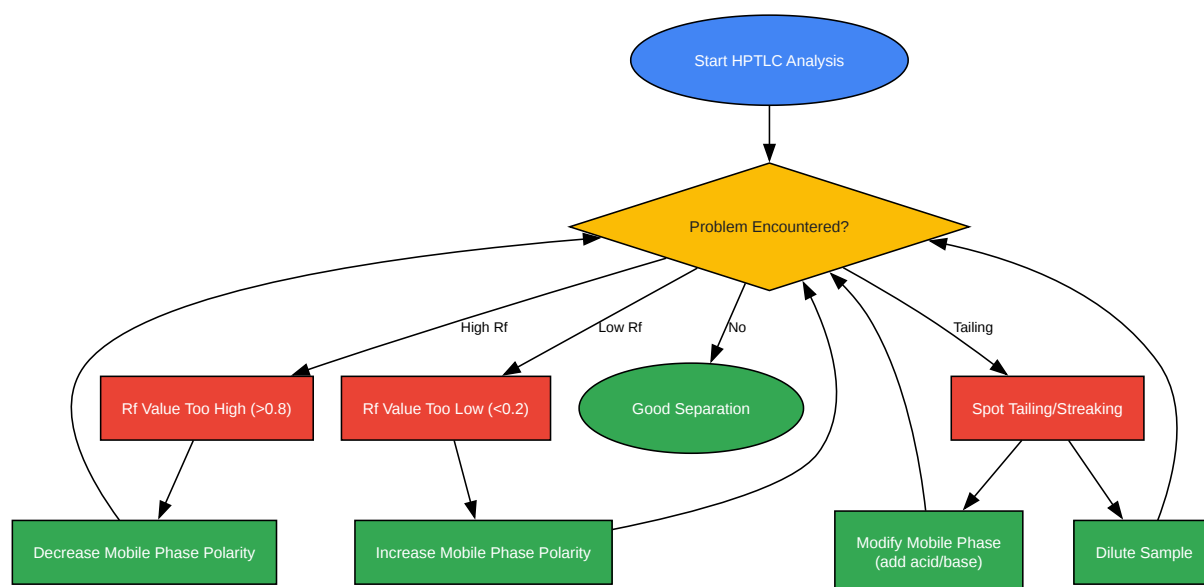 Start HPTLC Analysis
Problem Encountered?
High Rf
Low Rf
No
Tailing
Rf Value Too High (>0.8)
Rf Value Too Low (<0.2)
Good Separation
Spot Tailing/Streaking
Decrease Mobile Phase Polarity
Increase Mobile Phase Polarity
Modify Mobile Phase
(add acid/base)
Dilute Sample